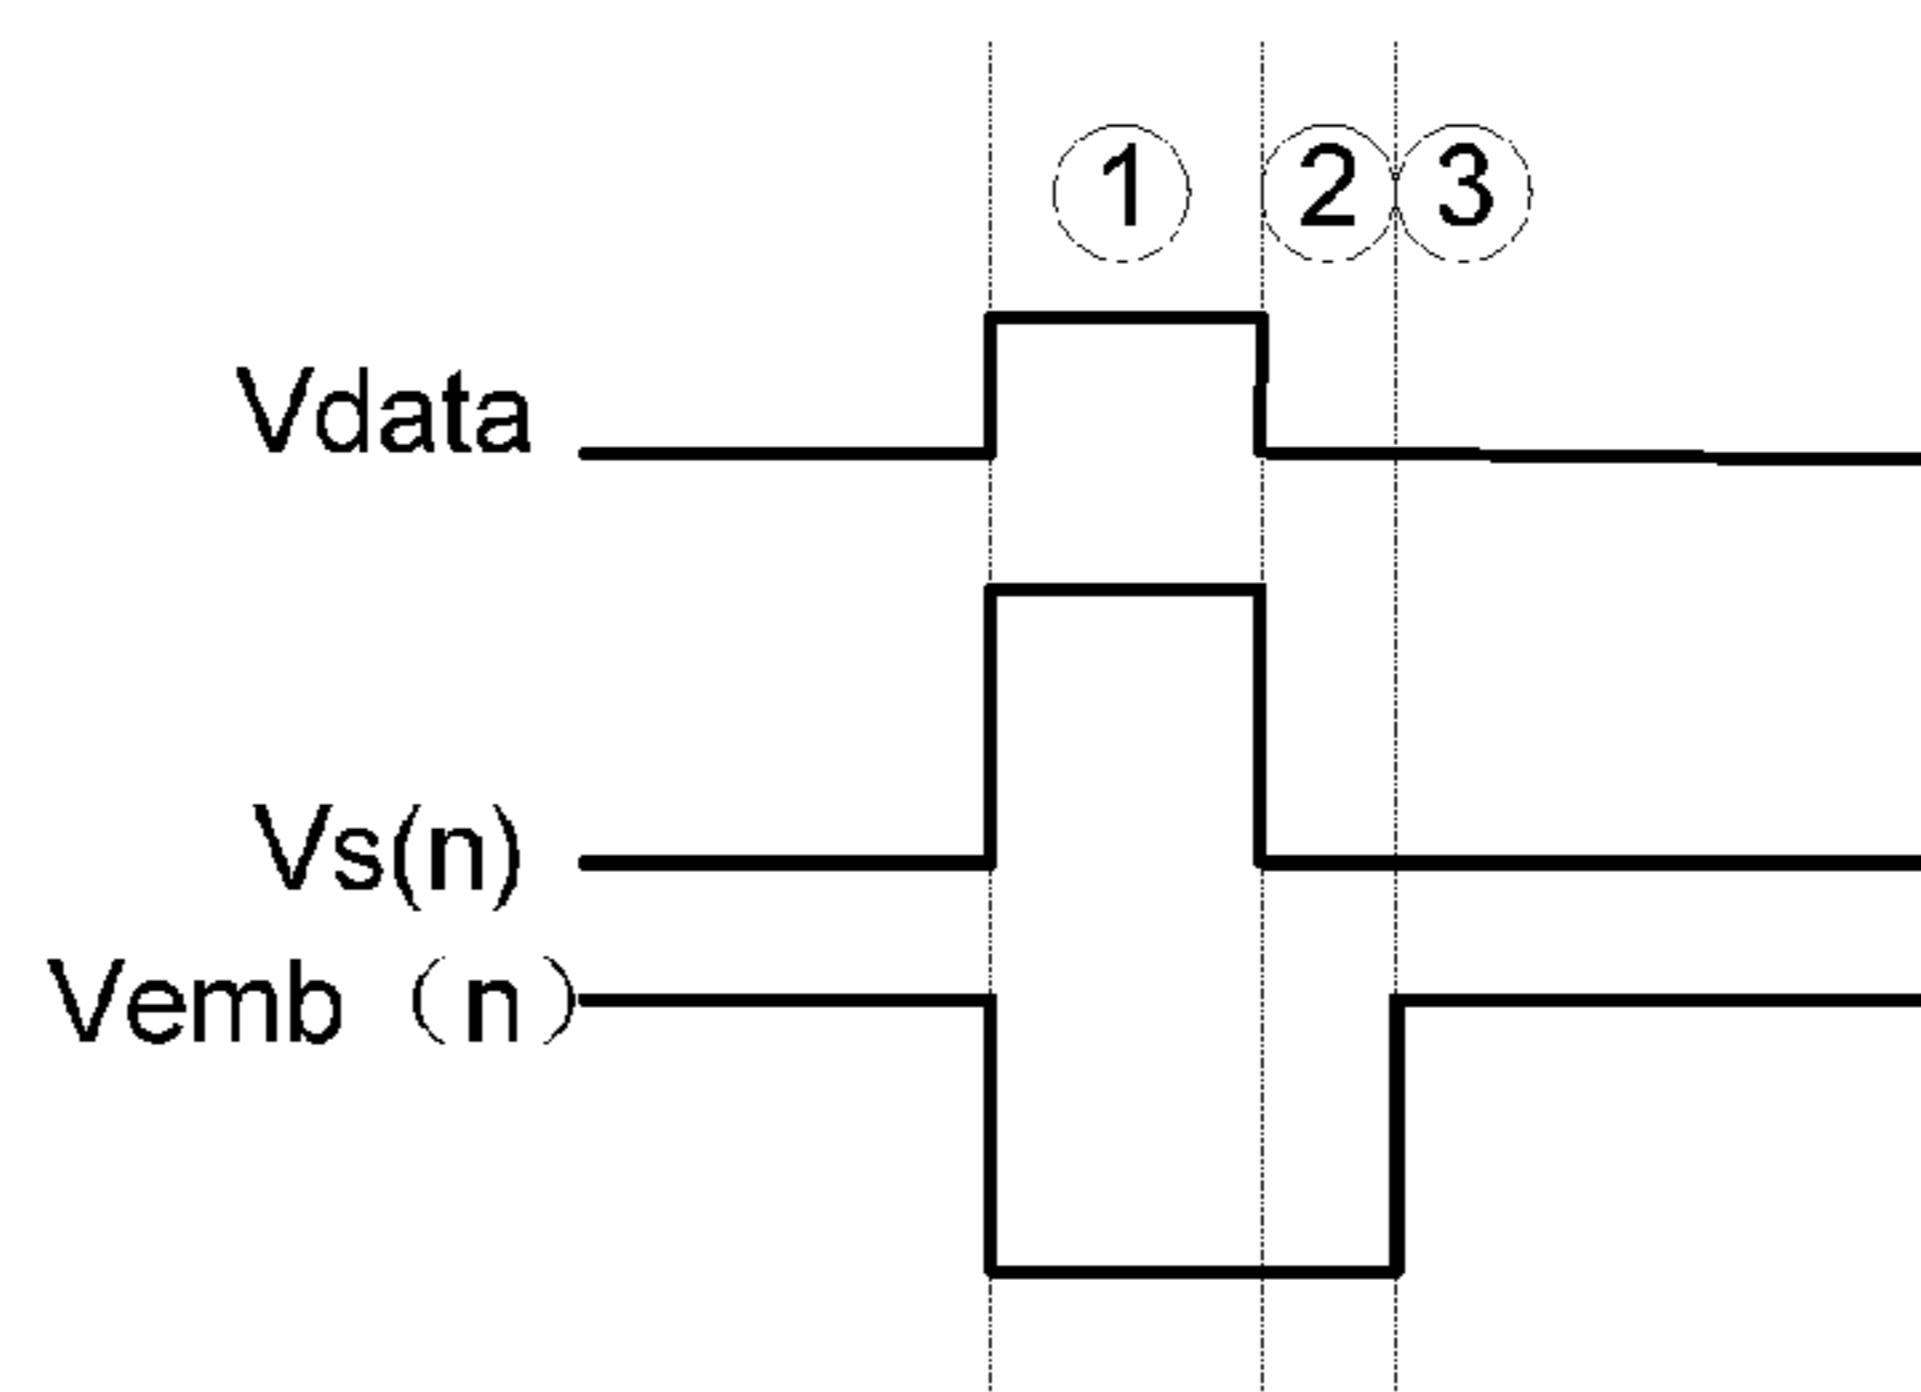 ① ② ③
Vdata
Vs(n)
Vemb（n）